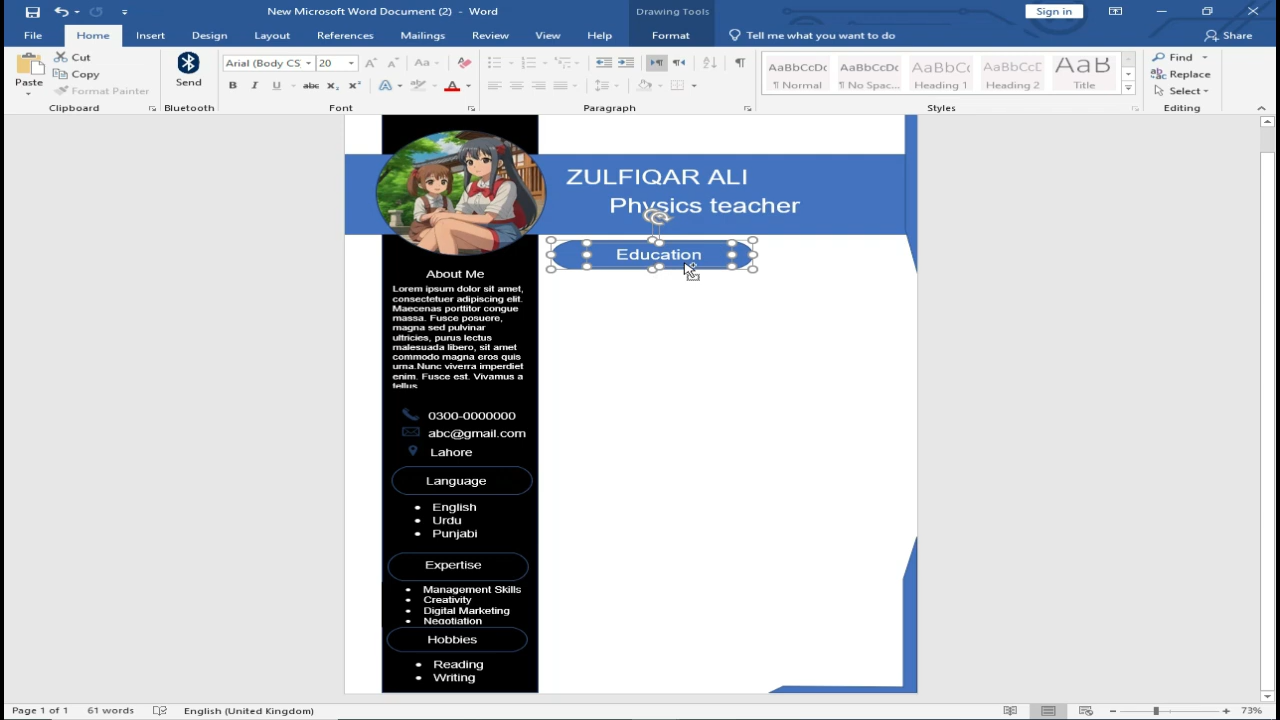 New Microsoft Word Document (2) - Word
Drawing Tools
Sign in
File Home Insert Design Layout References Mailings Review View Help Format Tell me what you want to do Share
Paste
Cut
Copy
Format Painter
Clipboard
Send
Bluetooth
Arial (Body CS 20
Font
Paragraph
AaBbCcDc AaBbCcDc AaBbCc AaBbCcD AaB
¶ Normal ¶ No Spac... Heading 1 Heading 2 Title
Styles
Find
Replace
Select
Editing
ZULFIQAR ALI
Physics teacher
Education
About Me
Lorem ipsum dolor sit amet,
consectetuer adipiscing elit.
Maecenas porttitor congue
massa. Fusce posuere,
magna sed pulvinar
ultricies, purus lectus
malesuada libero, sit amet
commodo magna eros quis
urna.Nunc viverra imperdiet
enim. Fusce est. Vivamus a
tellus
0300-0000000
abc@gmail.com
Lahore
Language
• English
• Urdu
• Punjabi
Expertise
• Management Skills
• Creativity
• Digital Marketing
• Negotiation
Hobbies
• Reading
• Writing
Page 1 of 1 61 words English (United Kingdom) 73%